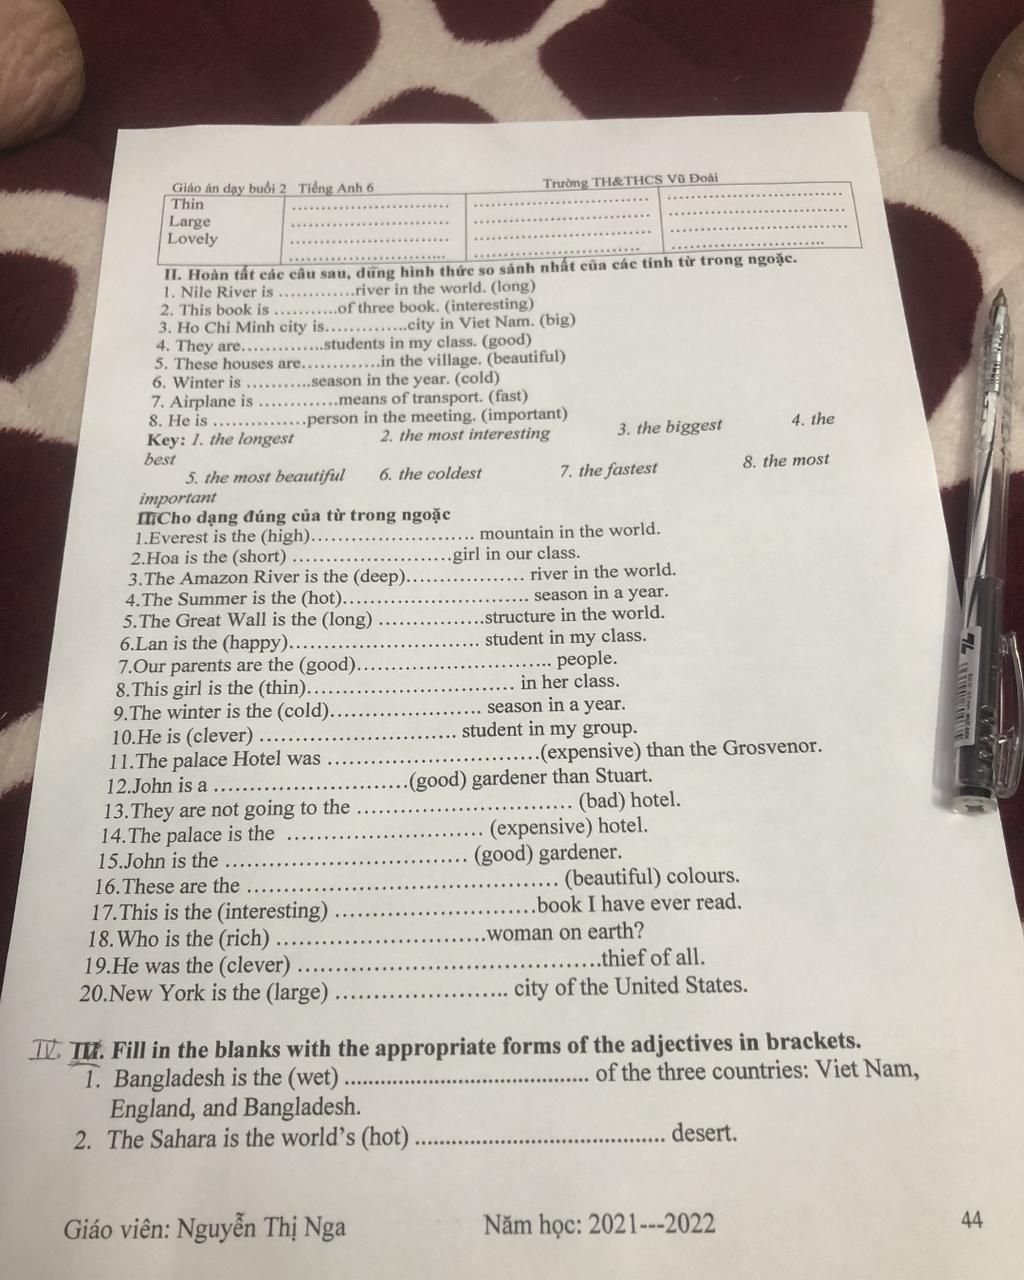 Giáo án dạy buổi 2 Tiếng Anh 6 Trường TH&THCS Vũ Đoài
Thin ........................................ ........................................ ........................................
Large ........................................ ........................................ ........................................
Lovely ........................................ ........................................ ........................................
........................................ ........................................ ........................................
II. Hoàn tất các câu sau, dùng hình thức so sánh nhất của các tính từ trong ngoặc.
1. Nile River is .............river in the world. (long)
2. This book is ...........of three book. (interesting)
3. Ho Chi Minh city is..............city in Viet Nam. (big)
4. They are..............students in my class. (good)
5. These houses are..............in the village. (beautiful)
6. Winter is ...........season in the year. (cold)
7. Airplane is ..............means of transport. (fast)
8. He is ................person in the meeting. (important)
Key: 1. the longest 2. the most interesting 3. the biggest 4. the
best
5. the most beautiful 6. the coldest 7. the fastest 8. the most
important
III Cho dạng đúng của từ trong ngoặc
1.Everest is the (high)............................ mountain in the world.
2.Hoa is the (short) ............................girl in our class.
3.The Amazon River is the (deep).................... river in the world.
4.The Summer is the (hot)................................ season in a year.
5.The Great Wall is the (long) ..................structure in the world.
6.Lan is the (happy)................................ student in my class.
7.Our parents are the (good)................................ people.
8.This girl is the (thin).................................. in her class.
9.The winter is the (cold)......................... season in a year.
10.He is (clever) ................................ student in my group.
11.The palace Hotel was ...................................(expensive) than the Grosvenor.
12.John is a ................................(good) gardener than Stuart.
13.They are not going to the .................................. (bad) hotel.
14.The palace is the ................................ (expensive) hotel.
15.John is the ........................................ (good) gardener.
16.These are the .................................................. (beautiful) colours.
17.This is the (interesting) ................................book I have ever read.
18.Who is the (rich) ..................................woman on earth?
19.He was the (clever) ................................................thief of all.
20.New York is the (large) ............................ city of the United States.
IV. III. Fill in the blanks with the appropriate forms of the adjectives in brackets.
1. Bangladesh is the (wet) .......................................... of the three countries: Viet Nam,
England, and Bangladesh.
2. The Sahara is the world's (hot) ........................................... desert.
Giáo viên: Nguyễn Thị Nga Năm học: 2021---2022 44